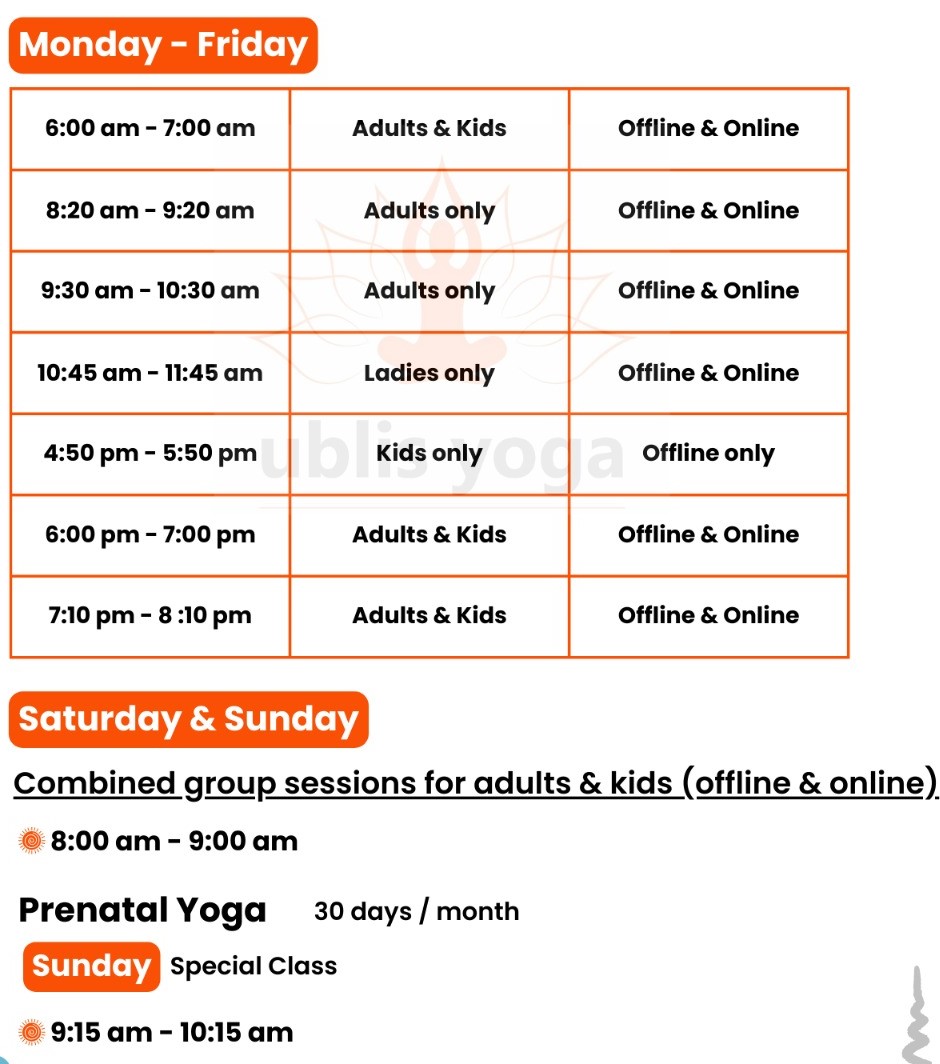 Monday - Friday
6:00 am - 7:00 am Adults & Kids Offline & Online
8:20 am - 9:20 am Adults only Offline & Online
9:30 am - 10:30 am Adults only Offline & Online
10:45 am - 11:45 am Ladies only Offline & Online
4:50 pm - 5:50 pm Kids only Offline only
ublis yoga
6:00 pm - 7:00 pm Adults & Kids Offline & Online
7:10 pm - 8 :10 pm Adults & Kids Offline & Online
Saturday & Sunday
Combined group sessions for adults & kids (offline & online)
8:00 am - 9:00 am
Prenatal Yoga 30 days / month
Sunday Special Class
9:15 am - 10:15 am